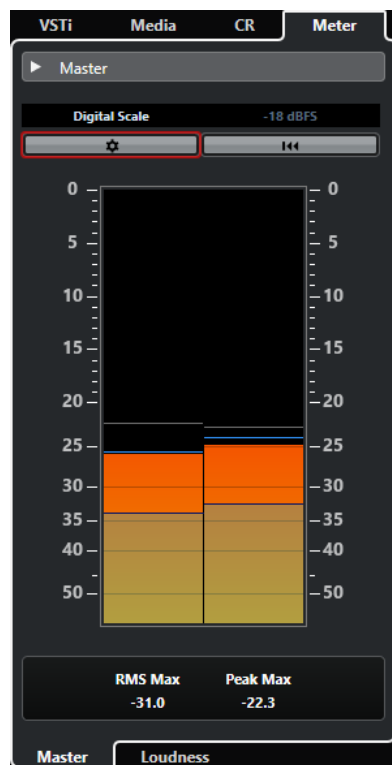 VSTi Media CR Meter
Master
Digital Scale -18 dBFS
0 0
5 5
10 10
15 15
20 20
25 25
30 30
35 35
40 40
50 50
RMS Max Peak Max
-31.0 -22.3
Master Loudness